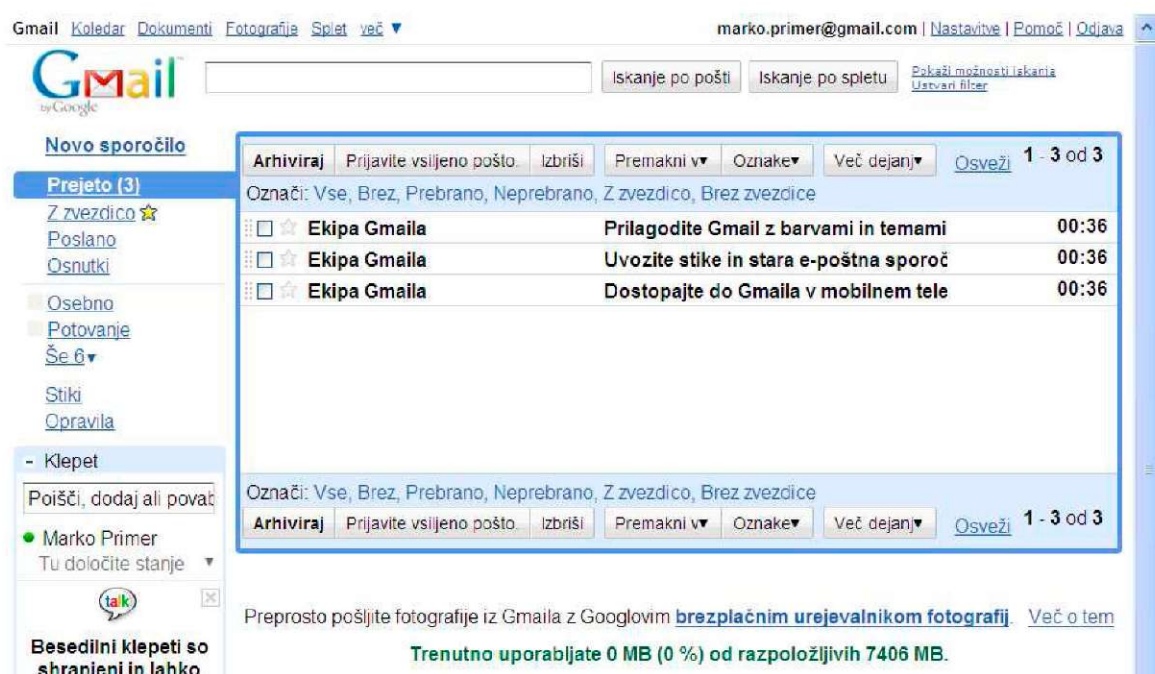 Gmail Koledar Dokumenti Fotografije Splet več ▼ marko.primer@gmail.com | Nastavitve | Pomoč | Odjava
Gmail
by Google
Iskanje po pošti Iskanje po spletu
Pokaži možnosti iskanja
Ustvari filter
Novo sporočilo
Prejeto (3)
Z zvezdico
Poslano
Osnutki
Osebno
Potovanje
Še 6▼
Stiki
Opravila
- Klepet
Poišči, dodaj ali povab
Marko Primer
Tu določite stanje ▼
talk
Besedilni klepeti so
shranjeni in lahko
Arhiviraj Prijavite vsiljeno pošto. Izbriši Premakni v▼ Oznake▼ Več dejanj▼ Osveži 1 - 3 od 3
Označi: Vse, Brez, Prebrano, Neprebrano, Z zvezdico, Brez zvezdice
Ekipa Gmaila Prilagodite Gmail z barvami in temami 00:36
Ekipa Gmaila Uvozite stike in stara e-poštna sporoč 00:36
Ekipa Gmaila Dostopajte do Gmaila v mobilnem tele 00:36
Označi: Vse, Brez, Prebrano, Neprebrano, Z zvezdico, Brez zvezdice
Arhiviraj Prijavite vsiljeno pošto. Izbriši Premakni v▼ Oznake▼ Več dejanj▼ Osveži 1 - 3 od 3
Preprosto pošljite fotografije iz Gmaila z Googlovim brezplačnim urejevalnikom fotografij. Več o tem
Trenutno uporabljate 0 MB (0 %) od razpoložljivih 7406 MB.